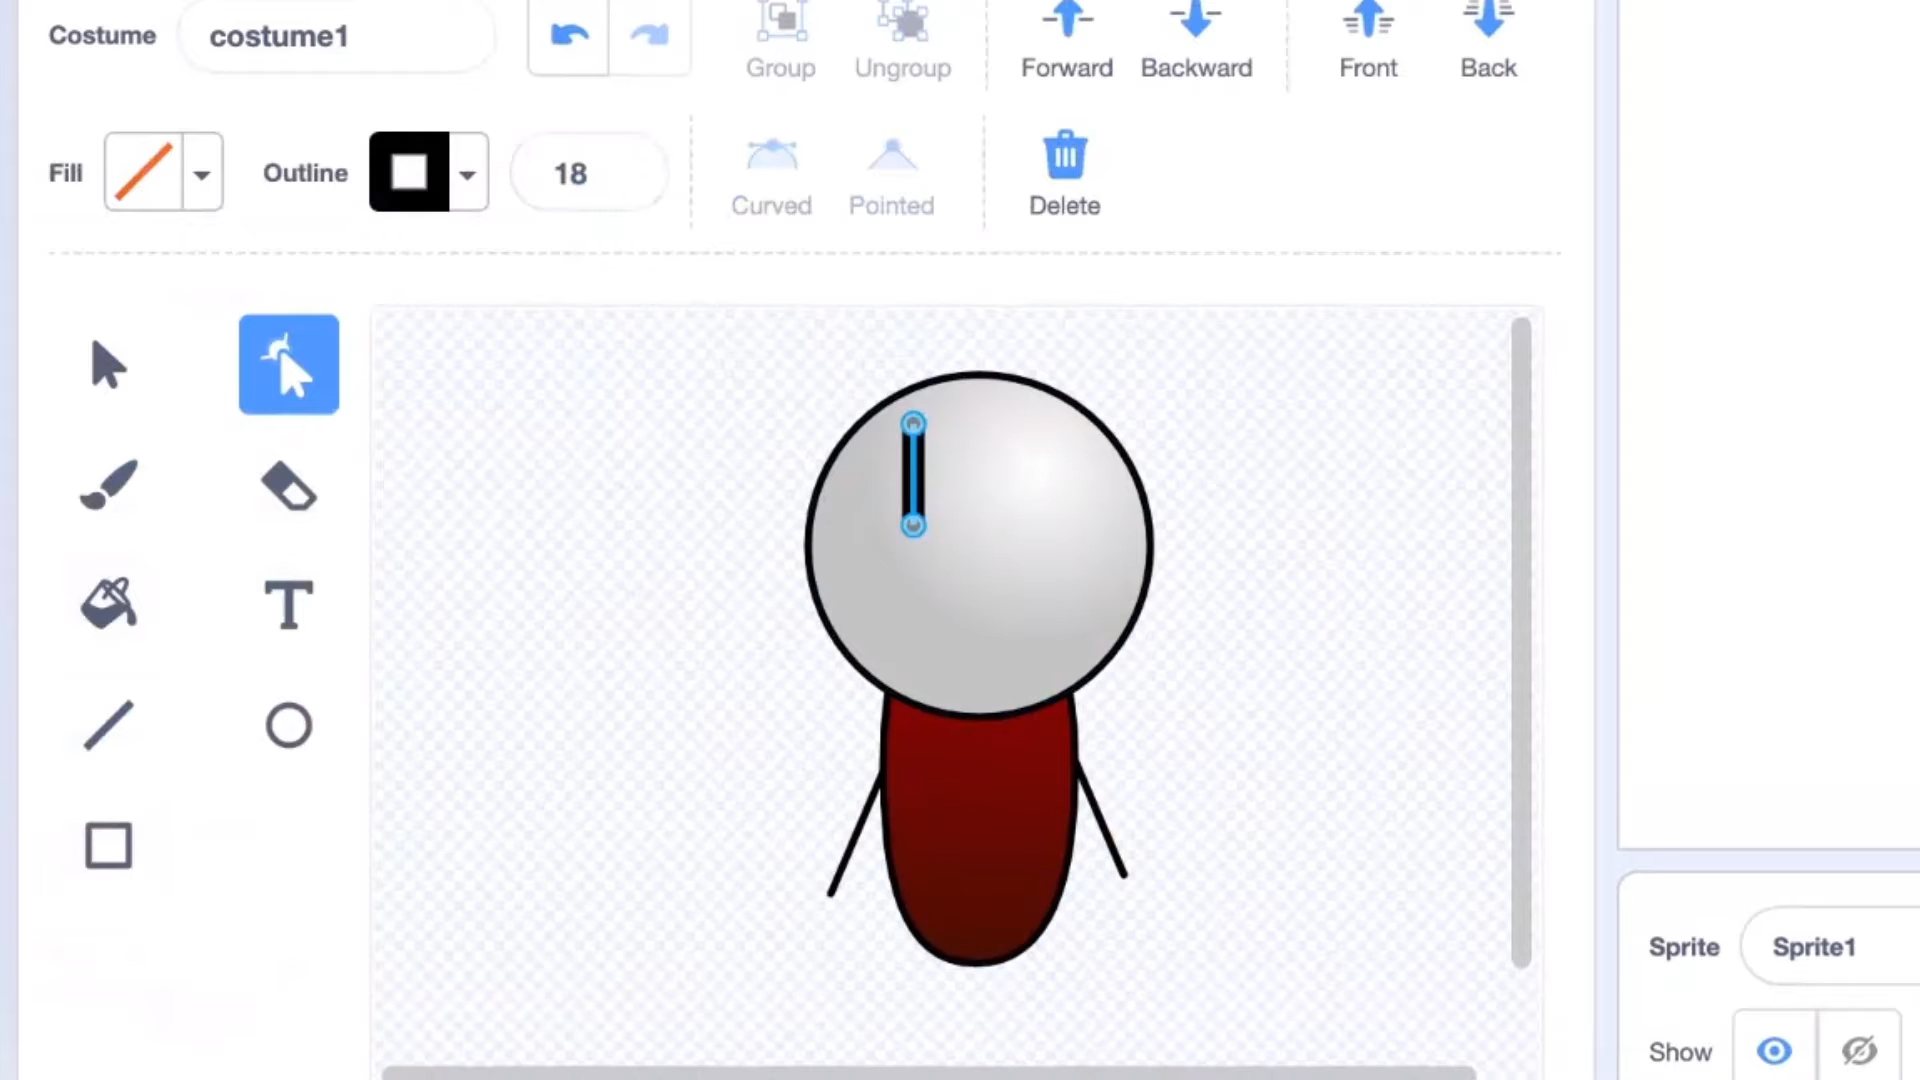 Costume costume1
Group Ungroup Forward Backward Front Back
Fill Outline 18
Curved Pointed Delete
T
Sprite Sprite1
Show